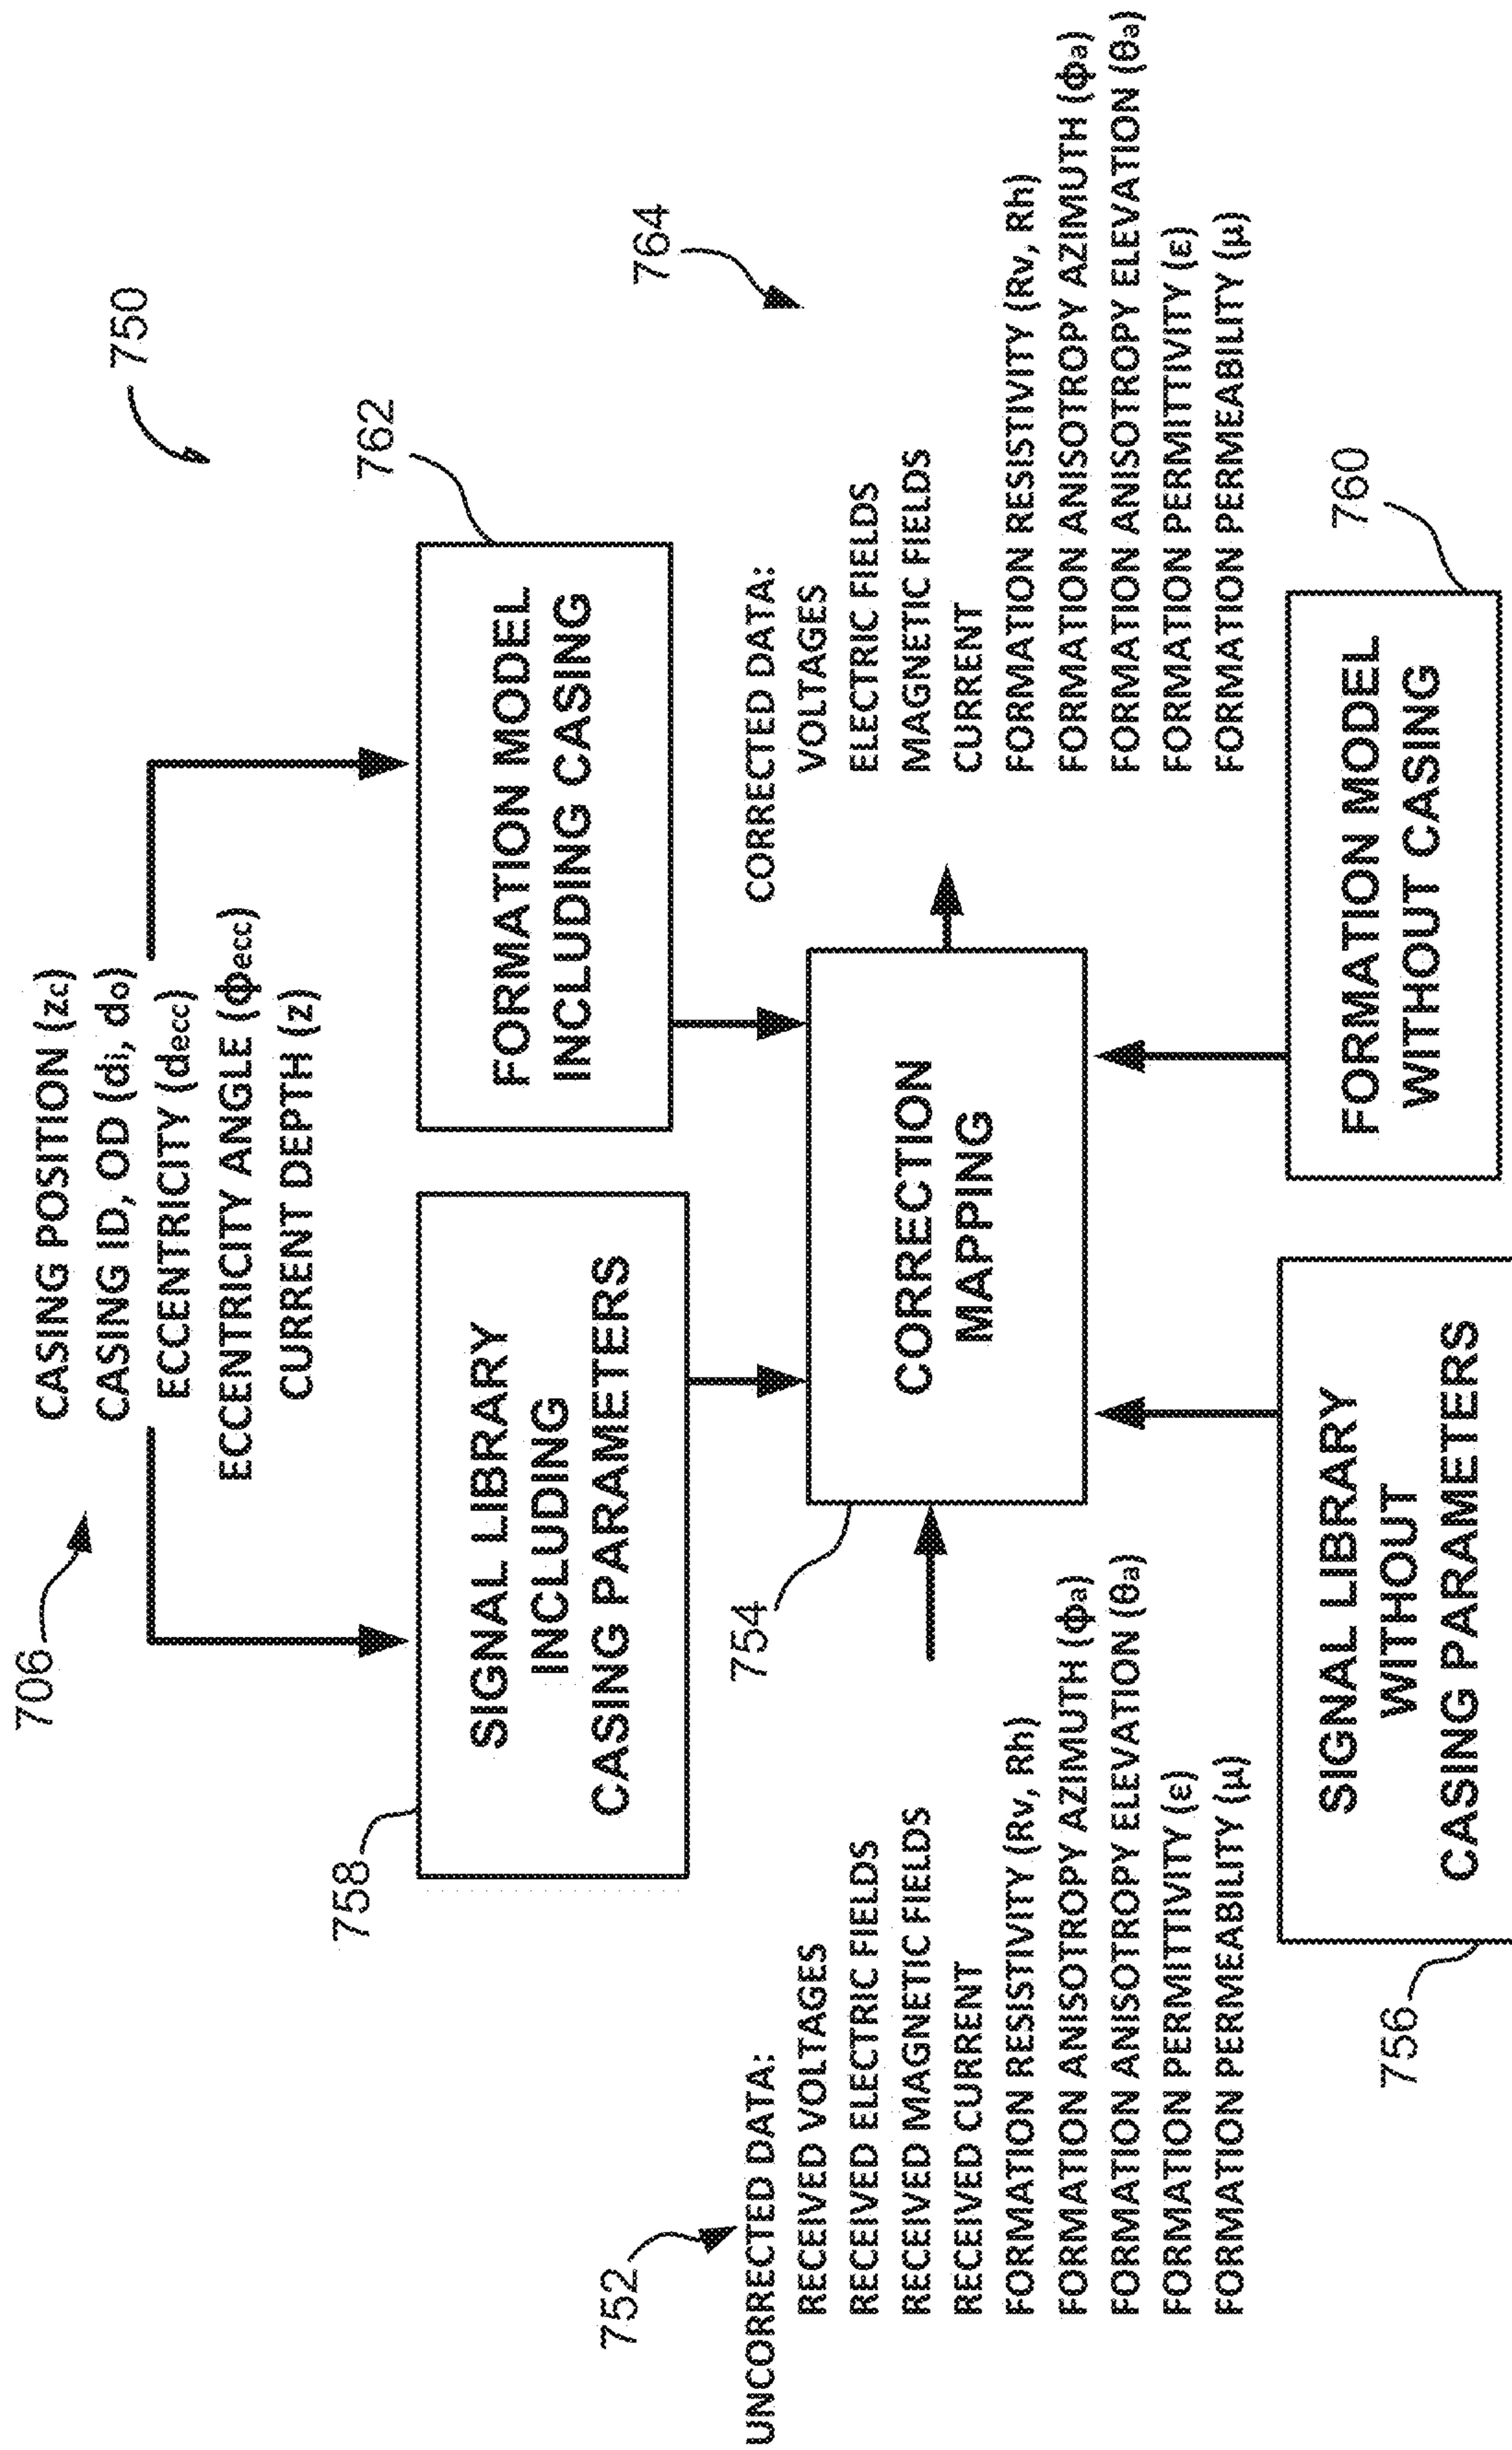 706
CASING POSITION (zc)
CASING ID, OD (di, do)
ECCENTRICITY (decc)
ECCENTRICITY ANGLE (ϕecc)
CURRENT DEPTH (z)
750
758
SIGNAL LIBRARY
INCLUDING
CASING PARAMETERS
762
FORMATION MODEL
INCLUDING CASING
752
UNCORRECTED DATA:
RECEIVED VOLTAGES
RECEIVED ELECTRIC FIELDS
RECEIVED MAGNETIC FIELDS
RECEIVED CURRENT
FORMATION RESISTIVITY (Rv, Rh)
FORMATION ANISOTROPY AZIMUTH (ϕa)
FORMATION ANISOTROPY ELEVATION (θa)
FORMATION PERMITTIVITY (ε)
FORMATION PERMEABILITY (μ)
754
CORRECTION
MAPPING
764
CORRECTED DATA:
VOLTAGES
ELECTRIC FIELDS
MAGNETIC FIELDS
CURRENT
FORMATION RESISTIVITY (Rv, Rh)
FORMATION ANISOTROPY AZIMUTH (ϕa)
FORMATION ANISOTROPY ELEVATION (θa)
FORMATION PERMITIVITY (ε)
FORMATION PERMEABILITY (μ)
756
SIGNAL LIBRARY
WITHOUT
CASING PARAMETERS
760
FORMATION MODEL
WITHOUT CASING